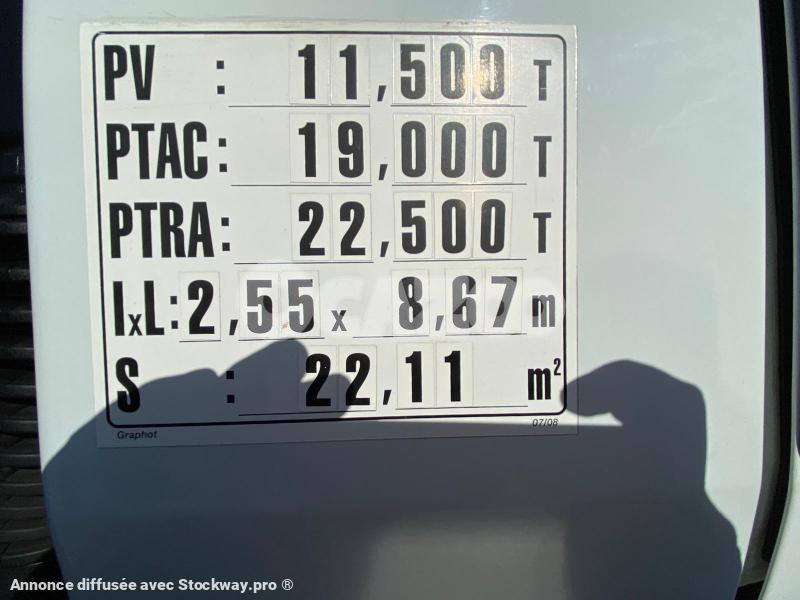 PV : 11,500 T
PTAC : 19,000 T
PTRA : 22,500 T
lxL : 2,55 x 8,67 m
S : 22,11 m²
Graphot 07/08
Annonce diffusée avec Stockway.pro ®